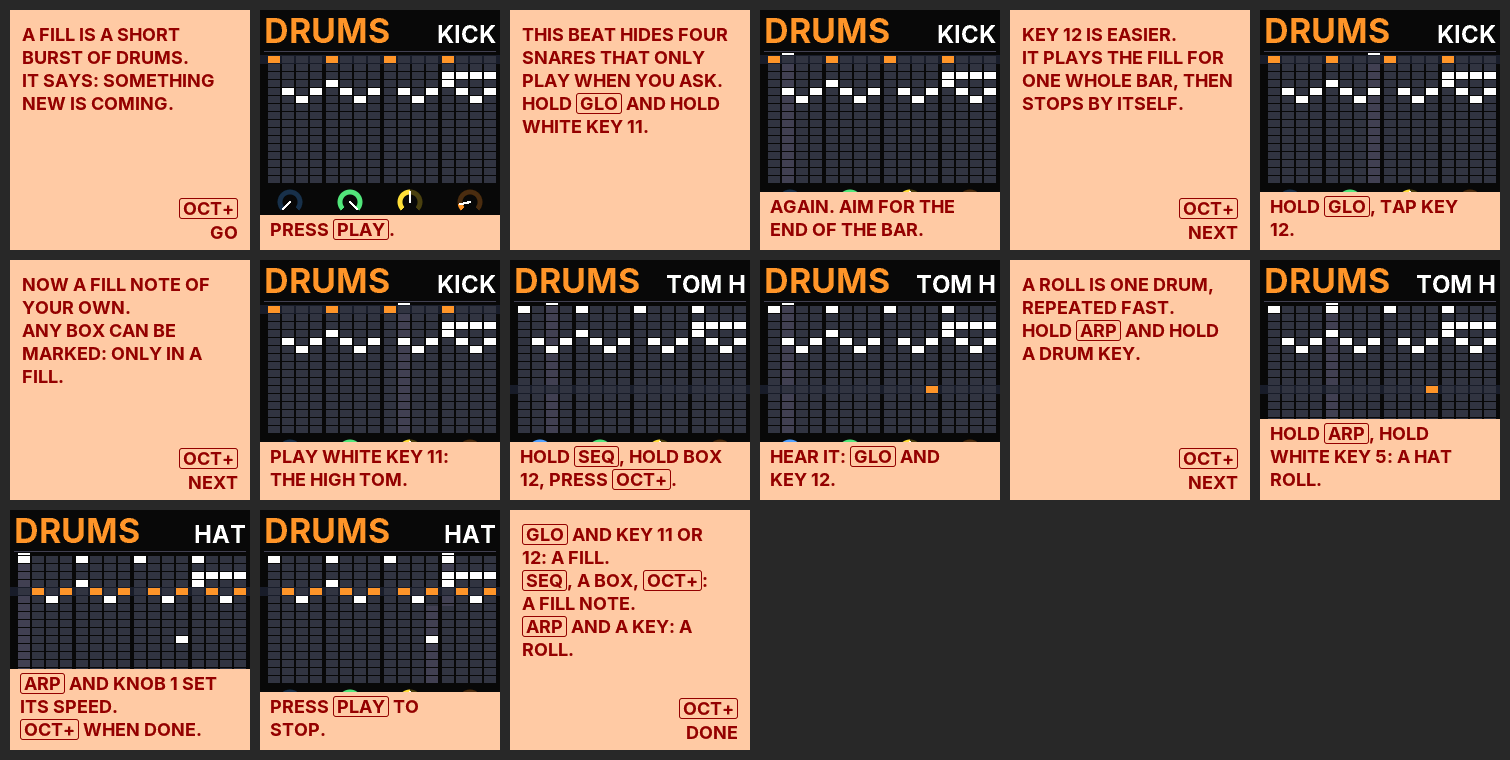 A FILL IS A SHORT
BURST OF DRUMS.
IT SAYS: SOMETHING
NEW IS COMING.
OCT+
GO
DRUMS KICK
PRESS PLAY.
THIS BEAT HIDES FOUR
SNARES THAT ONLY
PLAY WHEN YOU ASK.
HOLD GLO AND HOLD
WHITE KEY 11.
DRUMS KICK
AGAIN. AIM FOR THE
END OF THE BAR.
KEY 12 IS EASIER.
IT PLAYS THE FILL FOR
ONE WHOLE BAR, THEN
STOPS BY ITSELF.
OCT+
NEXT
DRUMS KICK
HOLD GLO, TAP KEY
12.
NOW A FILL NOTE OF
YOUR OWN.
ANY BOX CAN BE
MARKED: ONLY IN A
FILL.
OCT+
NEXT
DRUMS KICK
PLAY WHITE KEY 11:
THE HIGH TOM.
DRUMS TOM H
HOLD SEQ, HOLD BOX
12, PRESS OCT+.
DRUMS TOM H
HEAR IT: GLO AND
KEY 12.
A ROLL IS ONE DRUM,
REPEATED FAST.
HOLD ARP AND HOLD
A DRUM KEY.
OCT+
NEXT
DRUMS TOM H
HOLD ARP, HOLD
WHITE KEY 5: A HAT
ROLL.
DRUMS HAT
ARP AND KNOB 1 SET
ITS SPEED.
OCT+ WHEN DONE.
DRUMS HAT
PRESS PLAY TO
STOP.
GLO AND KEY 11 OR
12: A FILL.
SEQ, A BOX, OCT+:
A FILL NOTE.
ARP AND A KEY: A
ROLL.
OCT+
DONE